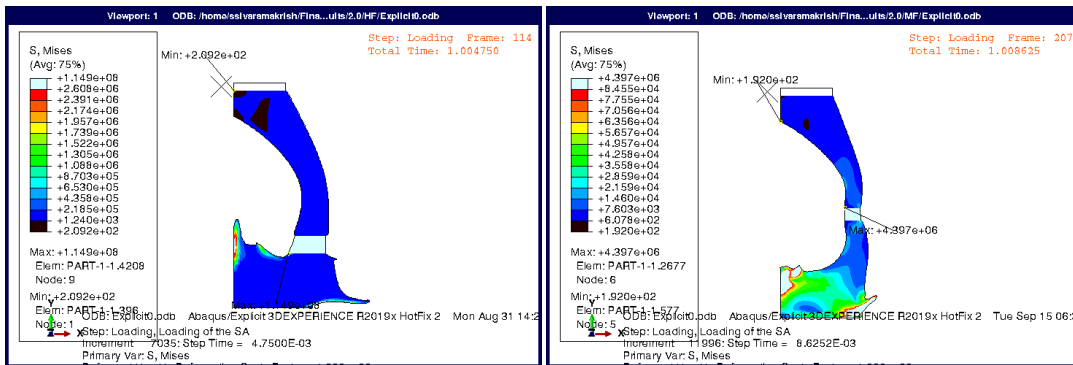 Viewport: 1 ODB: /home/ssivaramakrish/Fina...ults/2.0/HF/Explicit0.odb
Step: Loading Frame: 114
Total Time: 1.004750
S, Mises
(Avg: 75%)
+1.149e+08
+2.608e+06
+2.391e+06
+2.174e+06
+1.957e+06
+1.739e+06
+1.522e+06
+1.305e+06
+1.088e+06
+8.703e+05
+6.530e+05
+4.358e+05
+2.185e+05
+1.240e+03
+2.092e+02
Min: +2.092e+02
Max: +1.149e+08
Elem: PART-1-1.4208
Node: 9
Min: +2.092e+02
Elem: PART-1-1.396
Node: 1
Max: +1.149e+08
Y
X
ODB: Explicit0.odb Abaqus/Explicit 3DEXPERIENCE R2019x HotFix 2 Mon Aug 31 14:2
Step: Loading, Loading of the SA
Increment 7035: Step Time = 4.7500E-03
Primary Var: S, Mises
Viewport: 1 ODB: /home/ssivaramakrish/Fina...ults/2.0/MF/Explicit0.odb
Step: Loading Frame: 207
Total Time: 1.008625
S, Mises
(Avg: 75%)
+4.397e+06
+8.455e+04
+7.755e+04
+7.056e+04
+6.356e+04
+5.657e+04
+4.957e+04
+4.258e+04
+3.558e+04
+2.859e+04
+2.159e+04
+1.460e+04
+7.603e+03
+6.078e+02
+1.920e+02
Min: +1.920e+02
Max: +4.397e+06
Max: +4.397e+06
Elem: PART-1-1.2677
Node: 6
Min: +1.920e+02
Elem: PART-1-1.577
Node: 5
Y
X
ODB: Explicit0.odb Abaqus/Explicit 3DEXPERIENCE R2019x HotFix 2 Tue Sep 15 06:
Step: Loading, Loading of the SA
Increment 11996: Step Time = 8.6252E-03
Primary Var: S, Mises